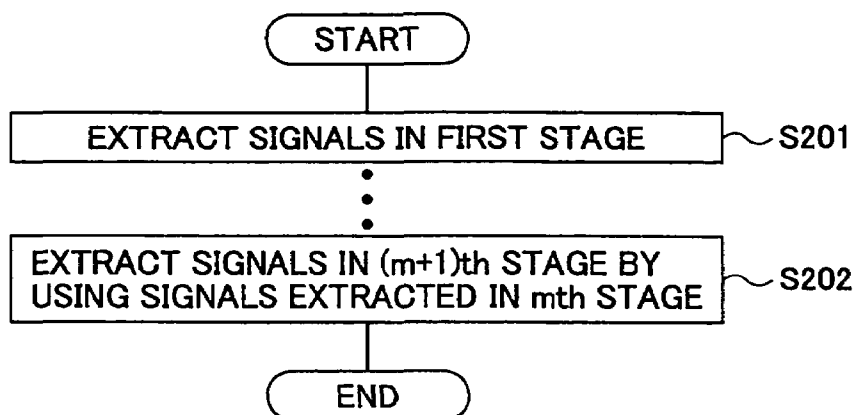 START
EXTRACT SIGNALS IN FIRST STAGE
S201
EXTRACT SIGNALS IN (m+1)th STAGE BY
USING SIGNALS EXTRACTED IN mth STAGE
S202
END